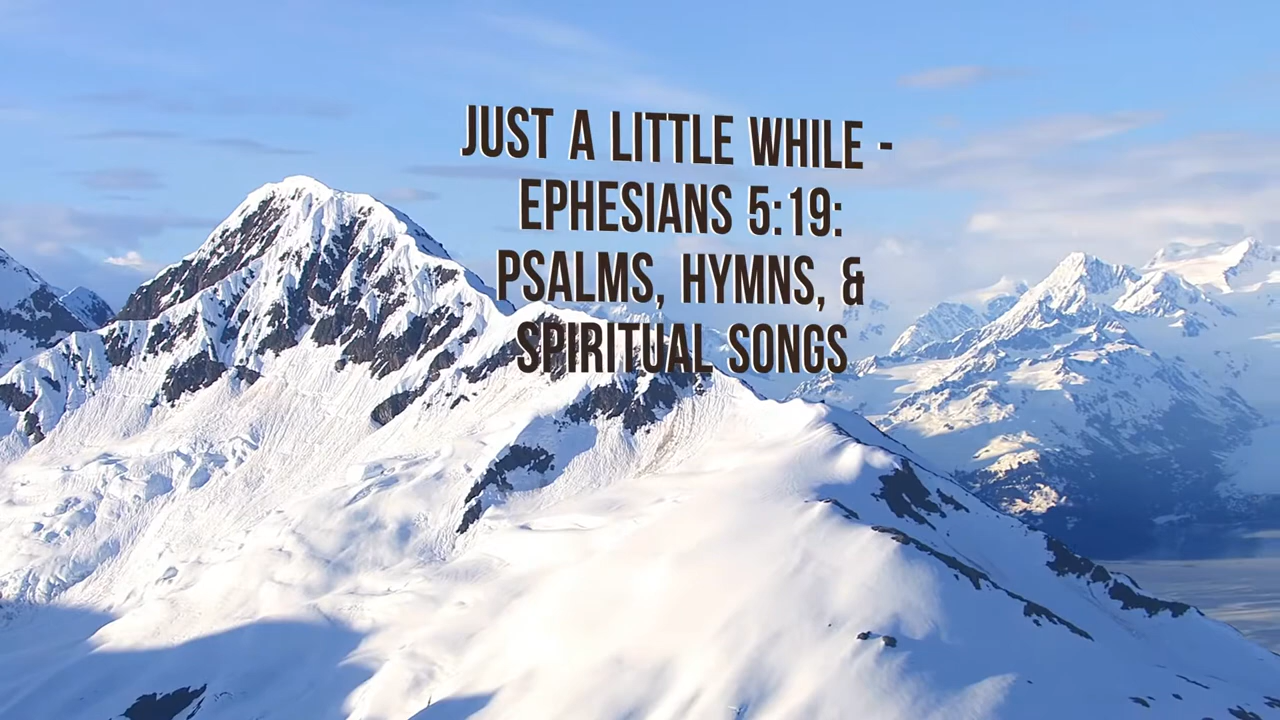 JUST A LITTLE WHILE -
EPHESIANS 5:19:
PSALMS, HYMNS, &
SPIRITUAL SONGS